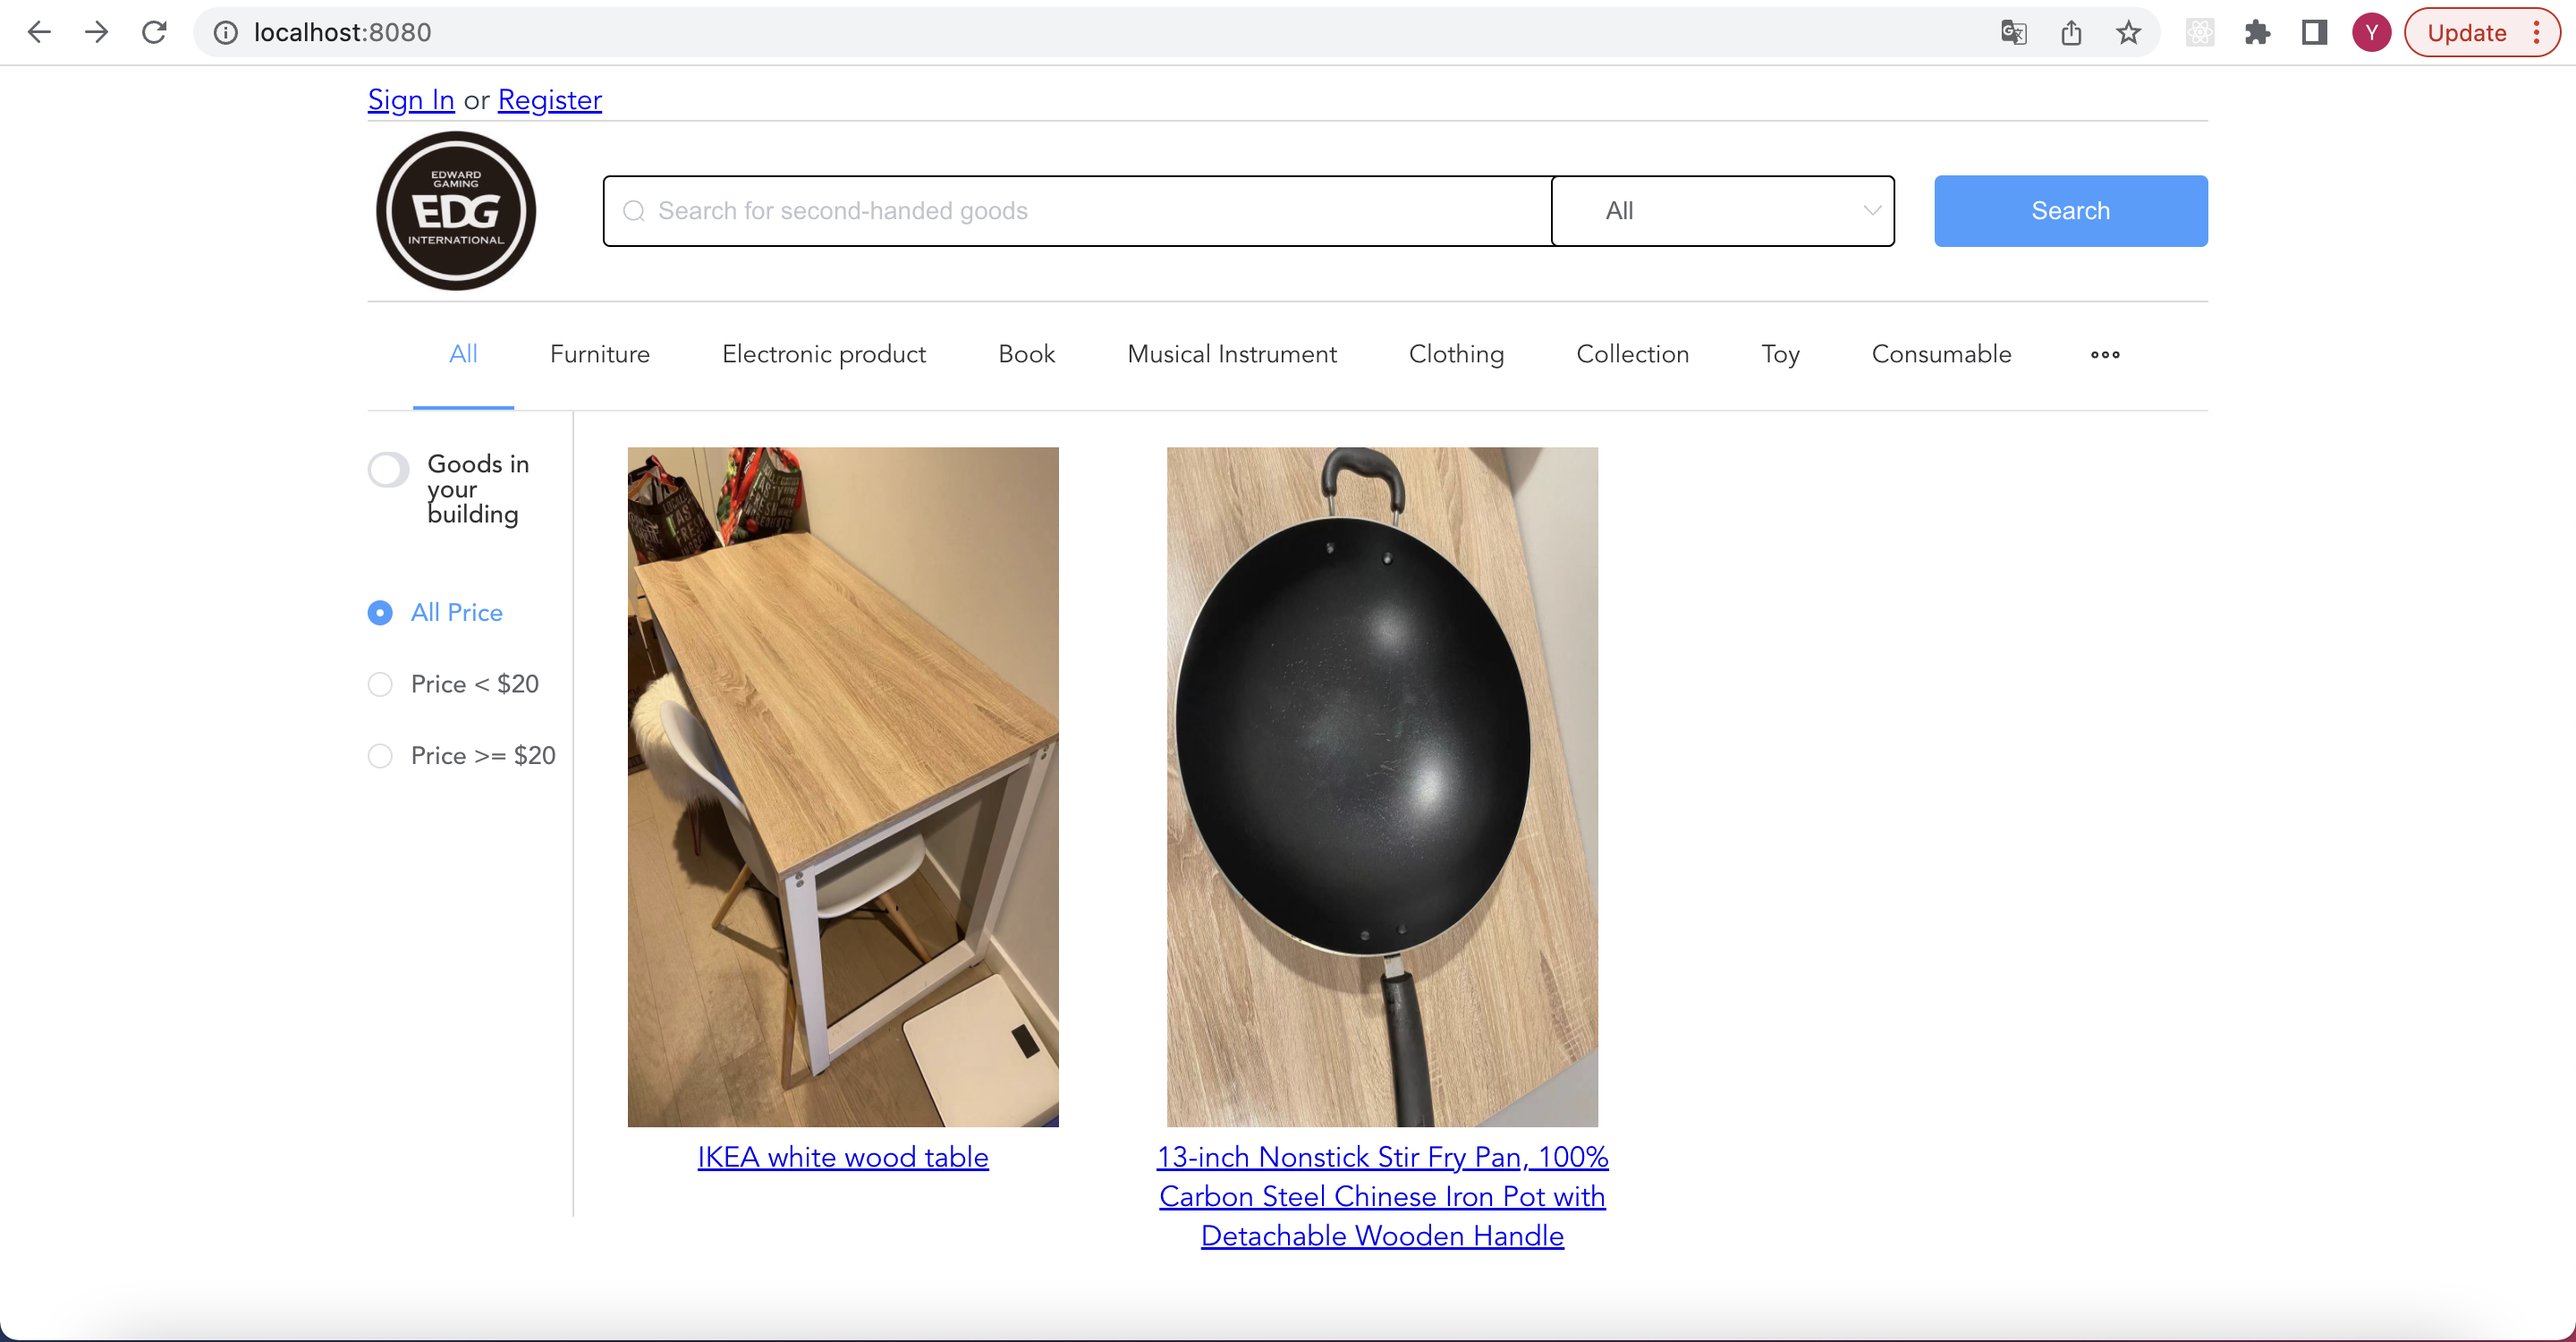 localhost:8080
Y
Update
Sign In or Register
EDWARD
GAMING
EDG
INTERNATIONAL
Search for second-handed goods
All
Search
All Furniture Electronic product Book Musical Instrument Clothing Collection Toy Consumable
Goods in
your
building
All Price
Price < $20
Price >= $20
IKEA white wood table
13-inch Nonstick Stir Fry Pan, 100%
Carbon Steel Chinese Iron Pot with
Detachable Wooden Handle